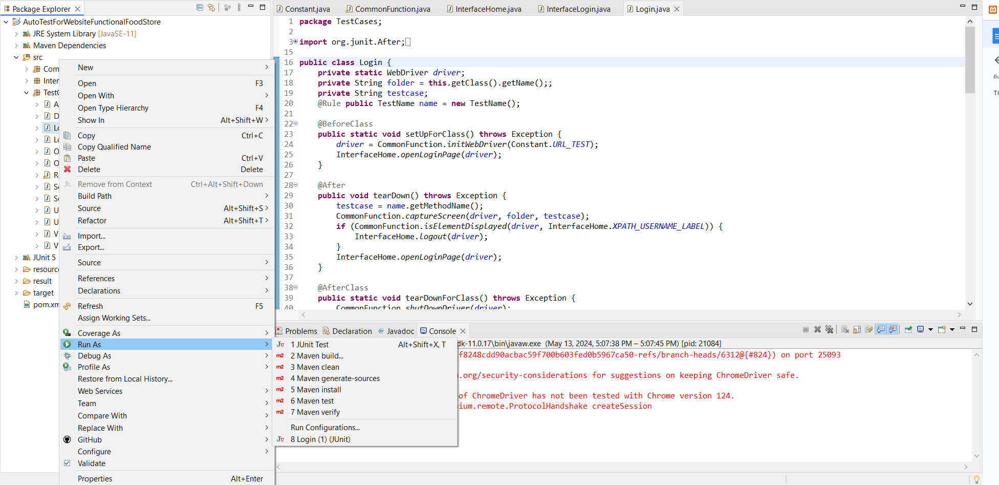 Package Explorer
AutoTestForWebsiteFunctionalFoodStore
JRE System Library [JavaSE-11]
Maven Dependencies
src
Com
Inter
Test
A
D
Lo
Lo
O
O
R
Se
Se
U
U
V
V
JUnit 5
resource
result
target
pom.xm
New
Open F3
Open With
Open Type Hierarchy F4
Show In Alt+Shift+W
Copy Ctrl+C
Copy Qualified Name
Paste Ctrl+V
Delete Delete
Remove from Context Ctrl+Alt+Shift+Down
Build Path
Source Alt+Shift+S
Refactor Alt+Shift+T
Import...
Export...
Source
References
Declarations
Refresh F5
Assign Working Sets...
Coverage As
Run As
Debug As
Profile As
Restore from Local History...
Web Services
Team
Compare With
Replace With
GitHub
Configure
Validate
Properties Alt+Enter
1 JUnit Test Alt+Shift+X, T
2 Maven build...
3 Maven clean
4 Maven generate-sources
5 Maven install
6 Maven test
7 Maven verify
Run Configurations...
8 Login (1) (JUnit)
Constant.java CommonFunction.java InterfaceHome.java InterfaceLogin.java Login.java
1 package TestCases;
2
3 import org.junit.After;
15
16 public class Login {
17 private static WebDriver driver;
18 private String folder = this.getClass().getName();;
19 private String testcase;
20 @Rule public TestName name = new TestName();
21
22 @BeforeClass
23 public static void setUpForClass() throws Exception {
24 driver = CommonFunction.initWebDriver(Constant.URL_TEST);
25 InterfaceHome.openLoginPage(driver);
26 }
27
28 @After
29 public void tearDown() throws Exception {
30 testcase = name.getMethodName();
31 CommonFunction.captureScreen(driver, folder, testcase);
32 if (CommonFunction.isElementDisplayed(driver, InterfaceHome.XPATH_USERNAME_LABEL)) {
33 InterfaceHome.logout(driver);
34 }
35 InterfaceHome.openLoginPage(driver);
36 }
37
38 @AfterClass
39 public static void tearDownForClass() throws Exception {
40 CommonFunction.shutDownDriver(driver);
Problems Declaration Javadoc Console
dk-11.0.17\bin\javaw.exe (May 13, 2024, 5:07:38 PM – 5:07:45 PM) [pid: 21084]
f8248cdd90acbac59f700b603fed0b5967ca50-refs/branch-heads/6312@{#824}) on port 25093
.org/security-considerations for suggestions on keeping ChromeDriver safe.
of ChromeDriver has not been tested with Chrome version 124.
ium.remote.ProtocolHandshake createSession